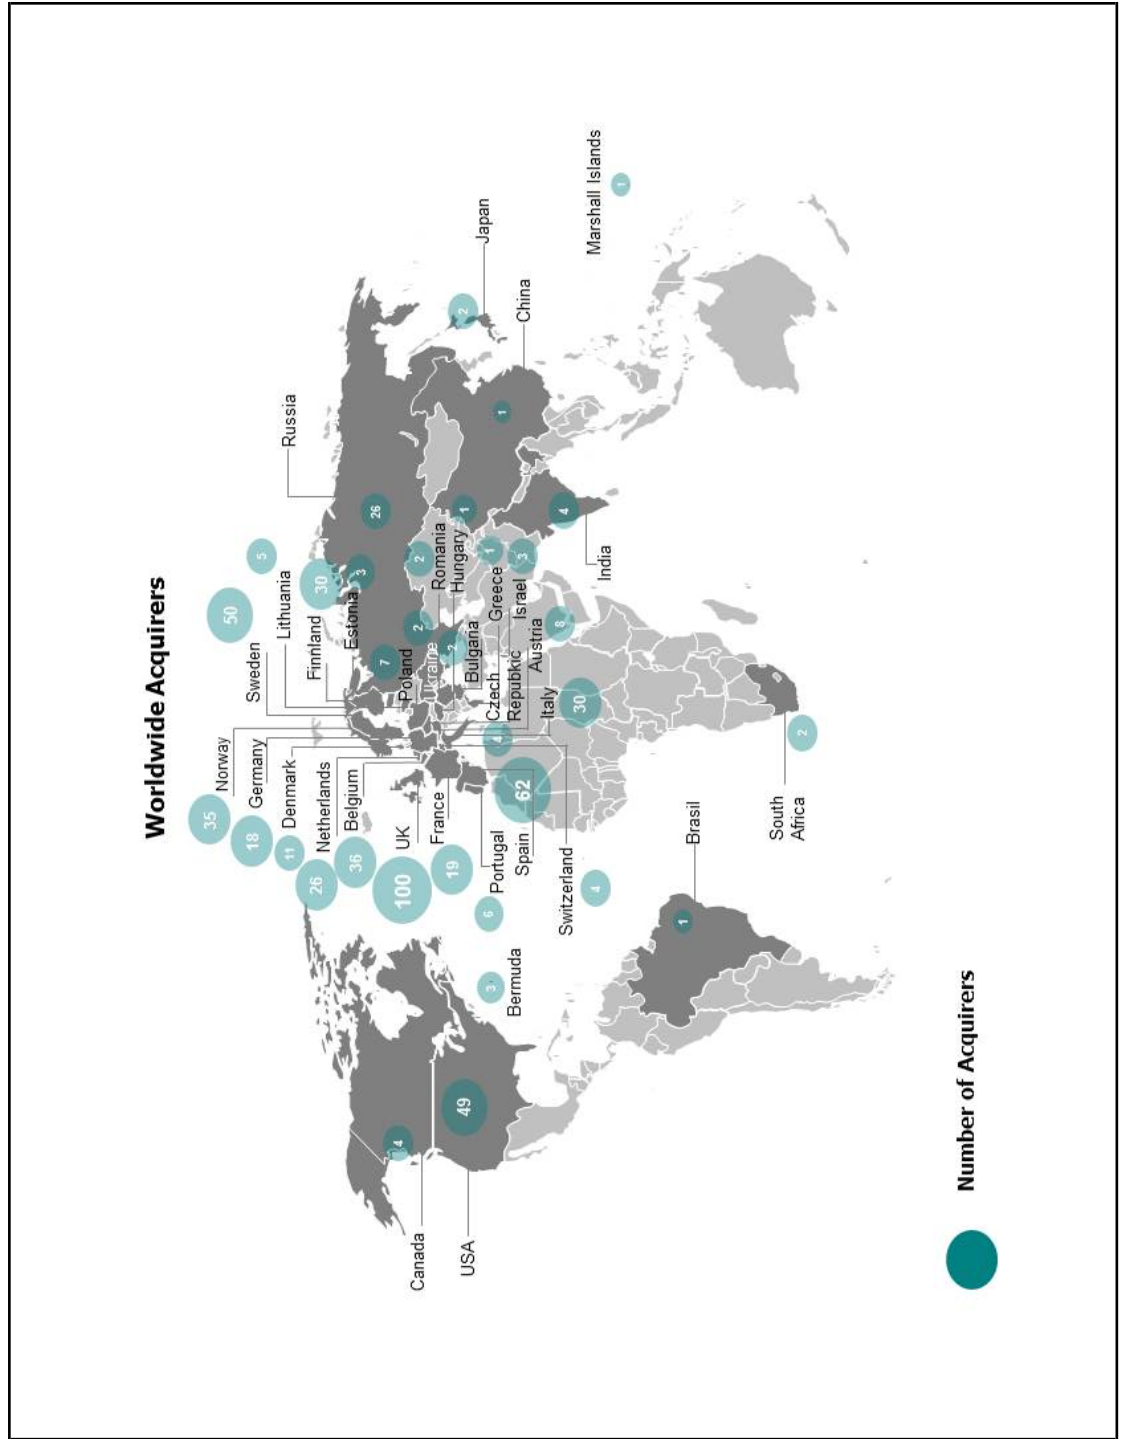 Worldwide Acquirers
35
Norway
50
18
Germany
Sweden
5
11
Denmark
Lithuania
Russia
26
Netherlands
Finnland
30
36
Belgium
Estonia
3
26
7
100
UK
Poland
4
Canada
2
2
Ukraine
19
France
Romania
2
Hungary
49
1
2
USA
Bulgaria
Japan
6
Portugal
3
Bermuda
4
Czech
Republic
Greece
1
1
62
Spain
Israel
3
China
Austria
Italy
8
4
Switzerland
30
India
4
Marshall Islands
1
1
Brasil
South
Africa
2
Number of Acquirers